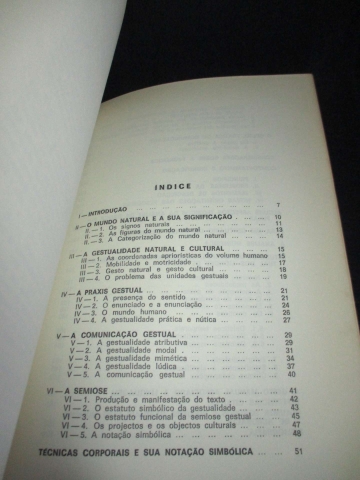 INDICE
I — INTRODUÇÃO ... ... 7
II — O MUNDO NATURAL E A SUA SIGNIFICAÇÃO . 10
II. — 1. Os signos naturais ... ... 11
II. — 2. As figuras do mundo natural ... ... 13
II. — 3. A Categorização do mundo natural ... 14
III — A GESTUALIDADE NATURAL E CULTURAL ... 15
III — 1. As coordenadas apriorísticas do volume humano 15
III — 2. Mobilidade e motricidade ... ... 17
III — 3. Gesto natural e gesto cultural ... ... 18
III — 4. O problema das unidades gestuais ... 19
IV — A PRAXIS GESTUAL ... ... 21
IV — 1. A presença do sentido ... ... 21
IV — 2. O enunciado e a enunciação ... ... 24
IV — 3. O mundo humano ... ... 26
IV — 4. A gestualidade prática e mítica ... ... 27
V — A COMUNICAÇÃO GESTUAL ... ... 29
V — 1. A gestualidade atributiva ... ... 29
V — 2. A gestualidade modal ... ... 31
V — 3. A gestualidade mimética ... ... 34
V — 4. A gestualidade lúdica ... ... 37
V — 5. A comunicação gestual ... ... 40
VI — A SEMIOSE ... ... 41
VI — 1. Produção e manifestação do texto ... 42
VI — 2. O estatuto simbólico da gestualidade ... 43
VI — 3. O estatuto funcional da semiose gestual ... 45
VI — 4. Os projectos e os objectos culturais ... 47
VI — 5. A notação simbólica ... ... 48
TÉCNICAS CORPORAIS E SUA NOTAÇÃO SIMBÓLICA ... ... 51